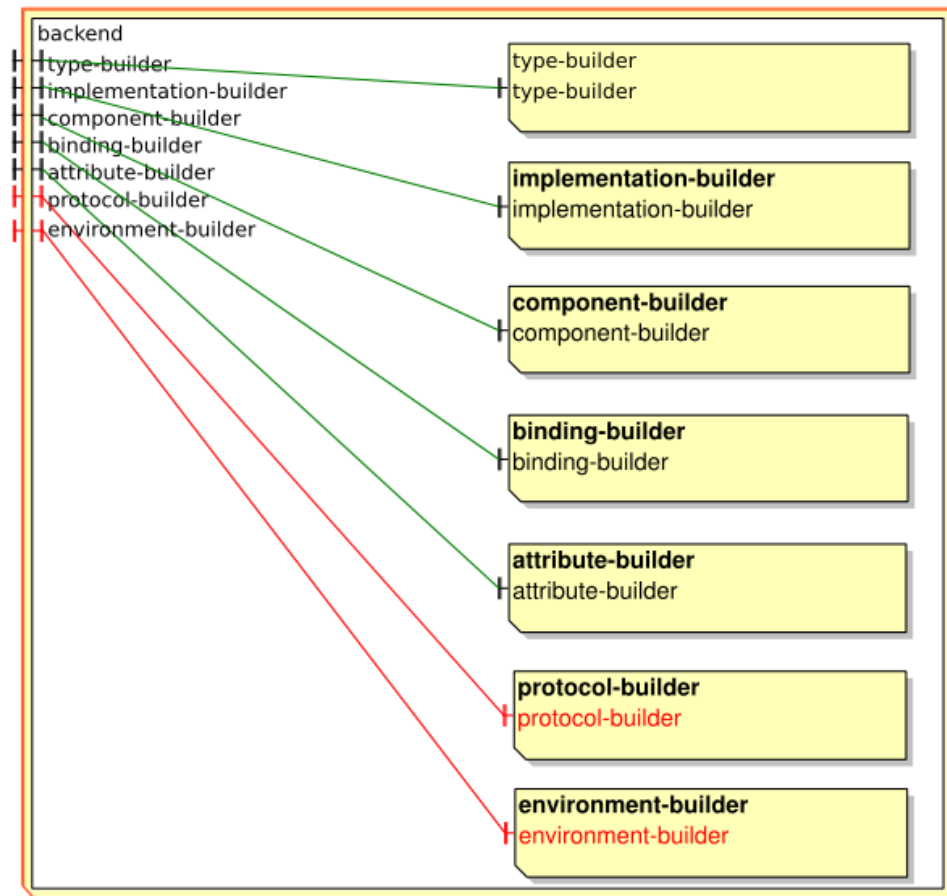 backend
type-builder
implementation-builder
component-builder
binding-builder
attribute-builder
protocol-builder
environment-builder
type-builder
type-builder
implementation-builder
implementation-builder
component-builder
component-builder
binding-builder
binding-builder
attribute-builder
attribute-builder
protocol-builder
protocol-builder
environment-builder
environment-builder